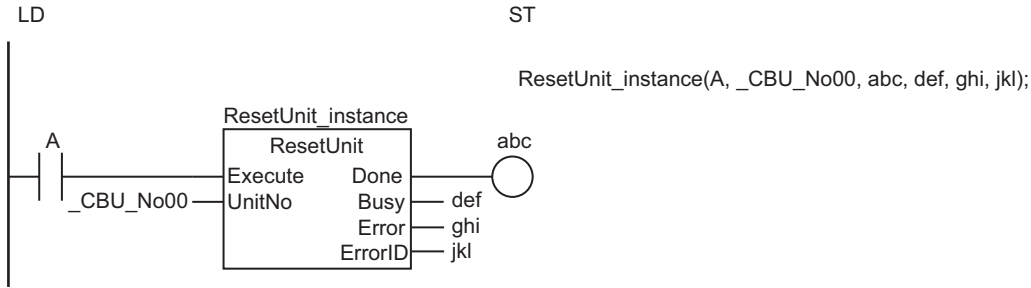 LD
ST
ResetUnit_instance(A, _CBU_No00, abc, def, ghi, jkl);
ResetUnit_instance
A
ResetUnit
abc
Execute Done
_CBU_No00 UnitNo Busy def
Error ghi
ErrorID jkl